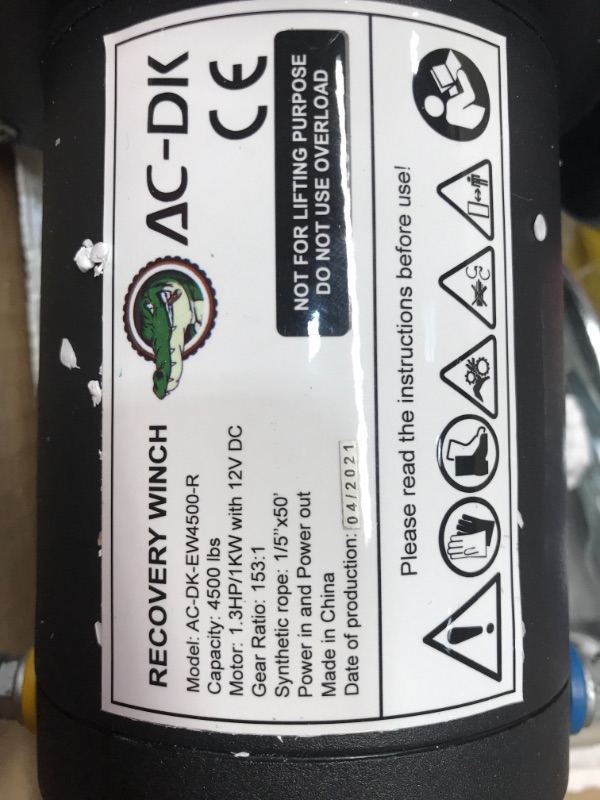 AC-DK
CE
NOT FOR LIFTING PURPOSE
DO NOT USE OVERLOAD
RECOVERY WINCH
Model: AC-DK-EW4500-R
Capacity: 4500 lbs
Motor: 1.3HP/1KW with 12V DC
Gear Ratio: 153:1
Synthetic rope: 1/5"x50'
Power in and Power out
Made in China
Date of production: 04/2021
Please read the instructions before use!